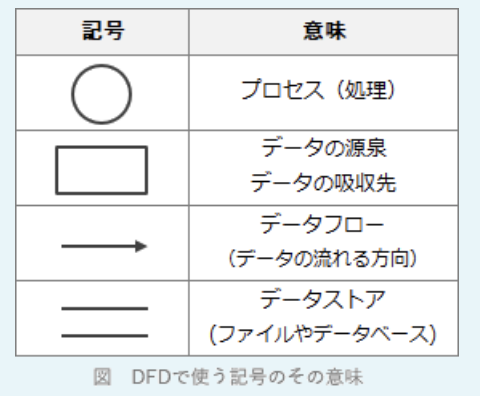 記号 意味
プロセス（処理）
データの源泉
データの吸収先
データフロー
（データの流れる方向）
データストア
(ファイルやデータベース)
図　DFDで使う記号のその意味